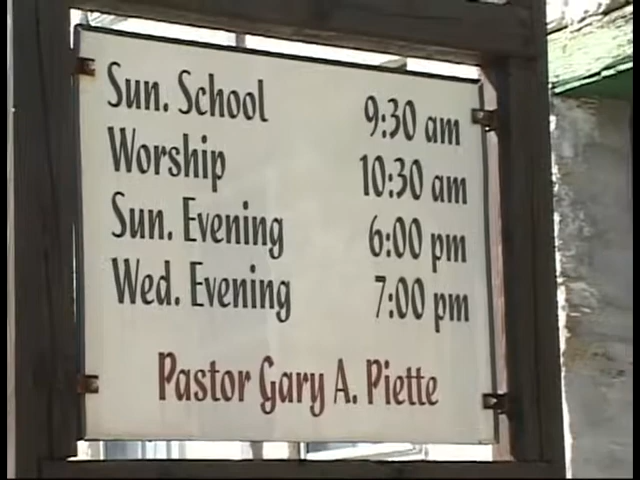 Sun. School 9:30 am
Worship 10:30 am
Sun. Evening 6:00 pm
Wed. Evening 7:00 pm
Pastor Gary A. Piette